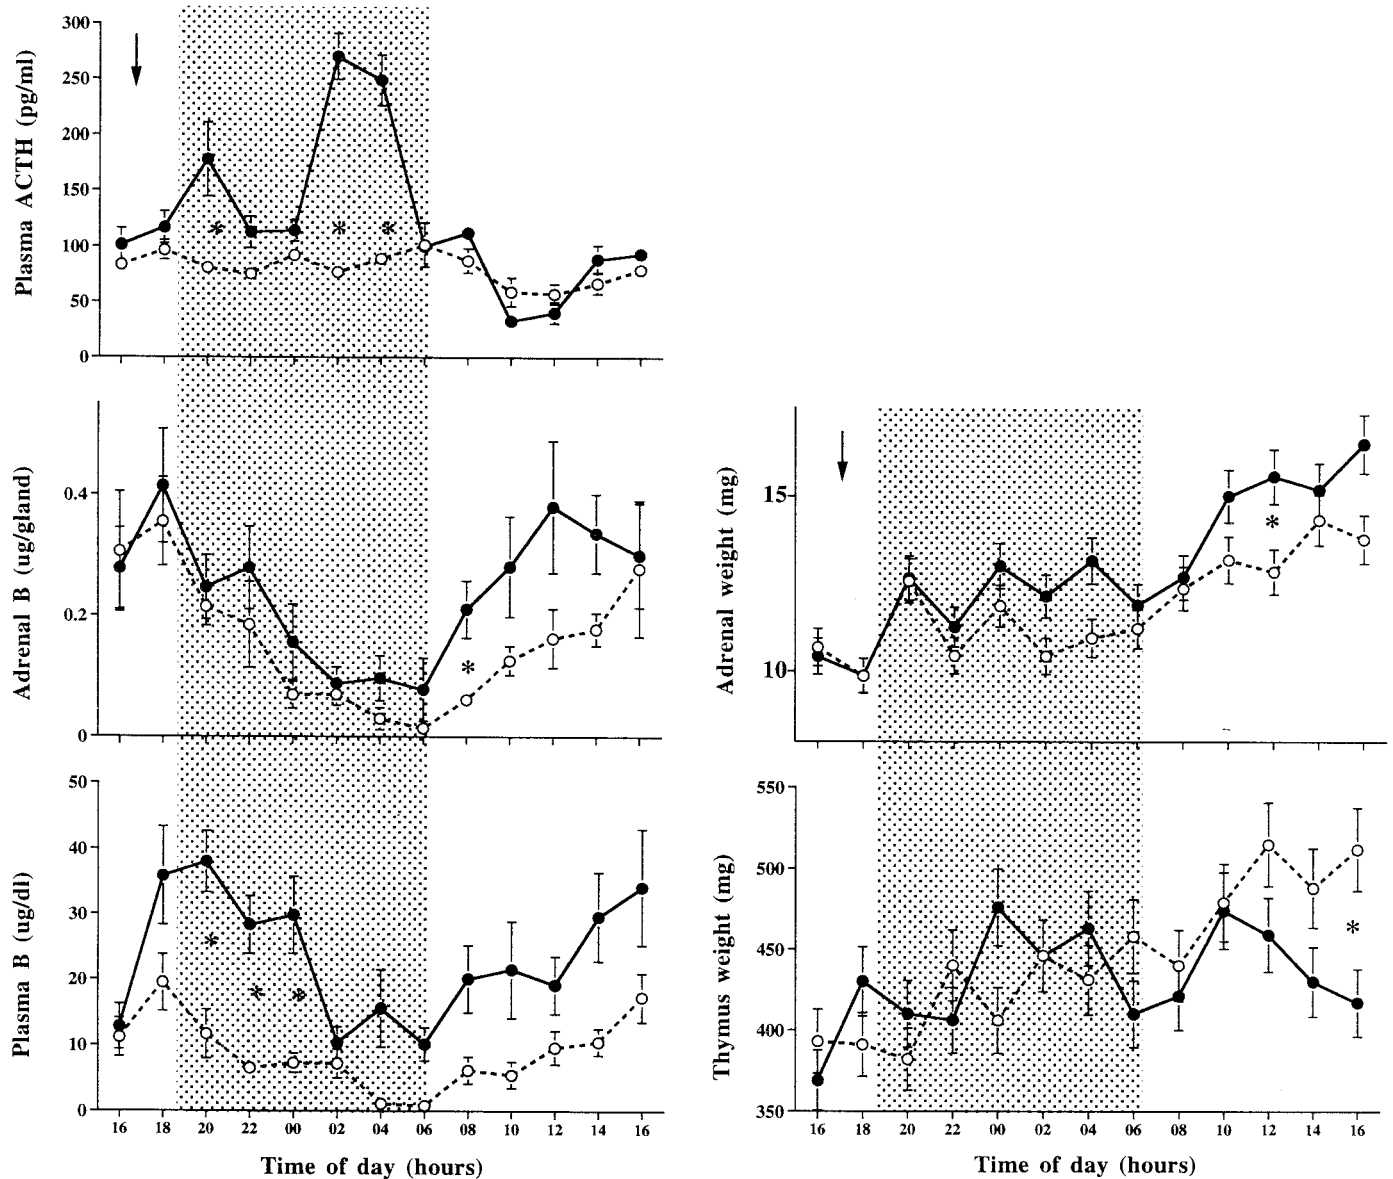 Plasma ACTH (pg/ml)
300
250
200
150
100
50
0
* * *
Adrenal B (ug/gland)
0.4
0.2
0
*
Plasma B (ug/dl)
50
40
30
20
10
0
* * *
16 18 20 22 00 02 04 06 08 10 12 14 16
Time of day (hours)
Adrenal weight (mg)
15
10
*
Thymus weight (mg)
550
500
450
400
350
*
16 18 20 22 00 02 04 06 08 10 12 14 16
Time of day (hours)